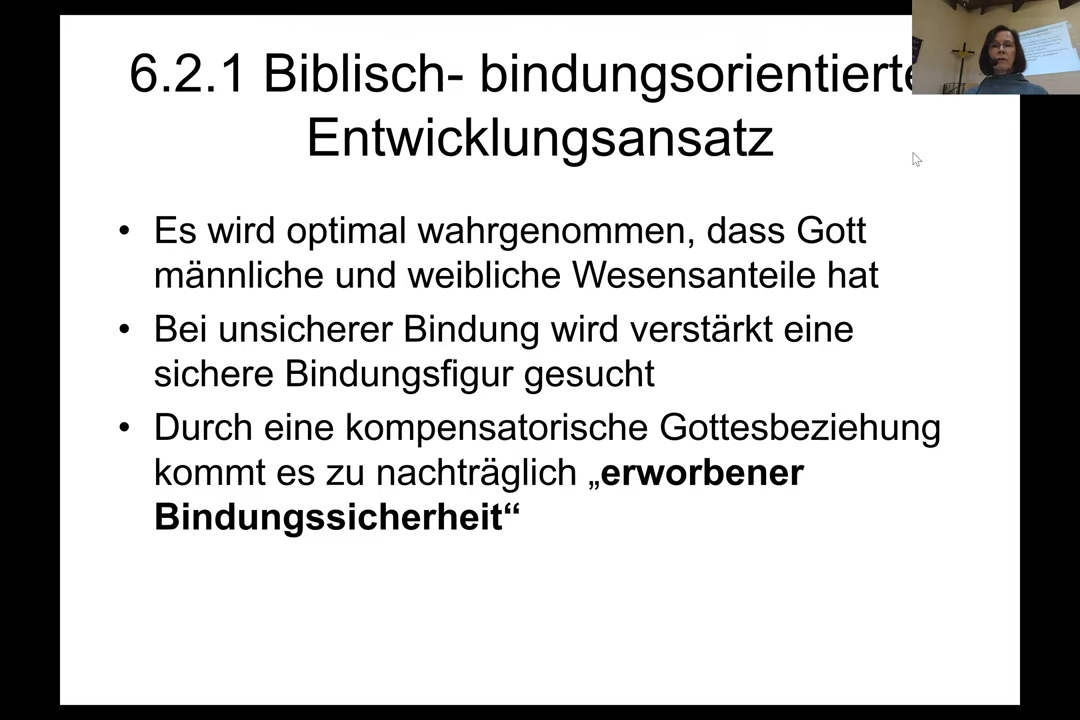 6.2.1 Biblisch- bindungsorientierte
Entwicklungsansatz
• Es wird optimal wahrgenommen, dass Gott
männliche und weibliche Wesensanteile hat
• Bei unsicherer Bindung wird verstärkt eine
sichere Bindungsfigur gesucht
• Durch eine kompensatorische Gottesbeziehung
kommt es zu nachträglich „erworbener
Bindungssicherheit“